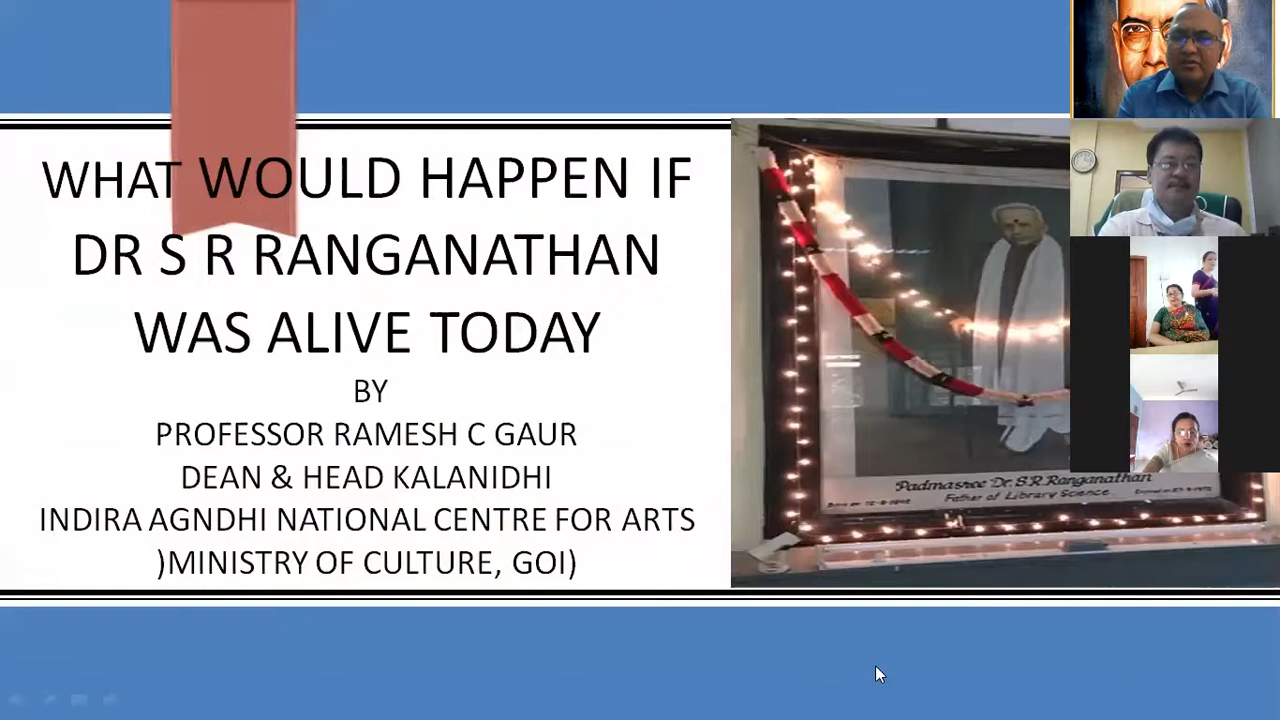 WHAT WOULD HAPPEN IF
DR S R RANGANATHAN
WAS ALIVE TODAY
BY
PROFESSOR RAMESH C GAUR
DEAN & HEAD KALANIDHI
INDIRA AGNDHI NATIONAL CENTRE FOR ARTS
)MINISTRY OF CULTURE, GOI)
Padmasree Dr. S.R. Ranganathan
Father of Library Science